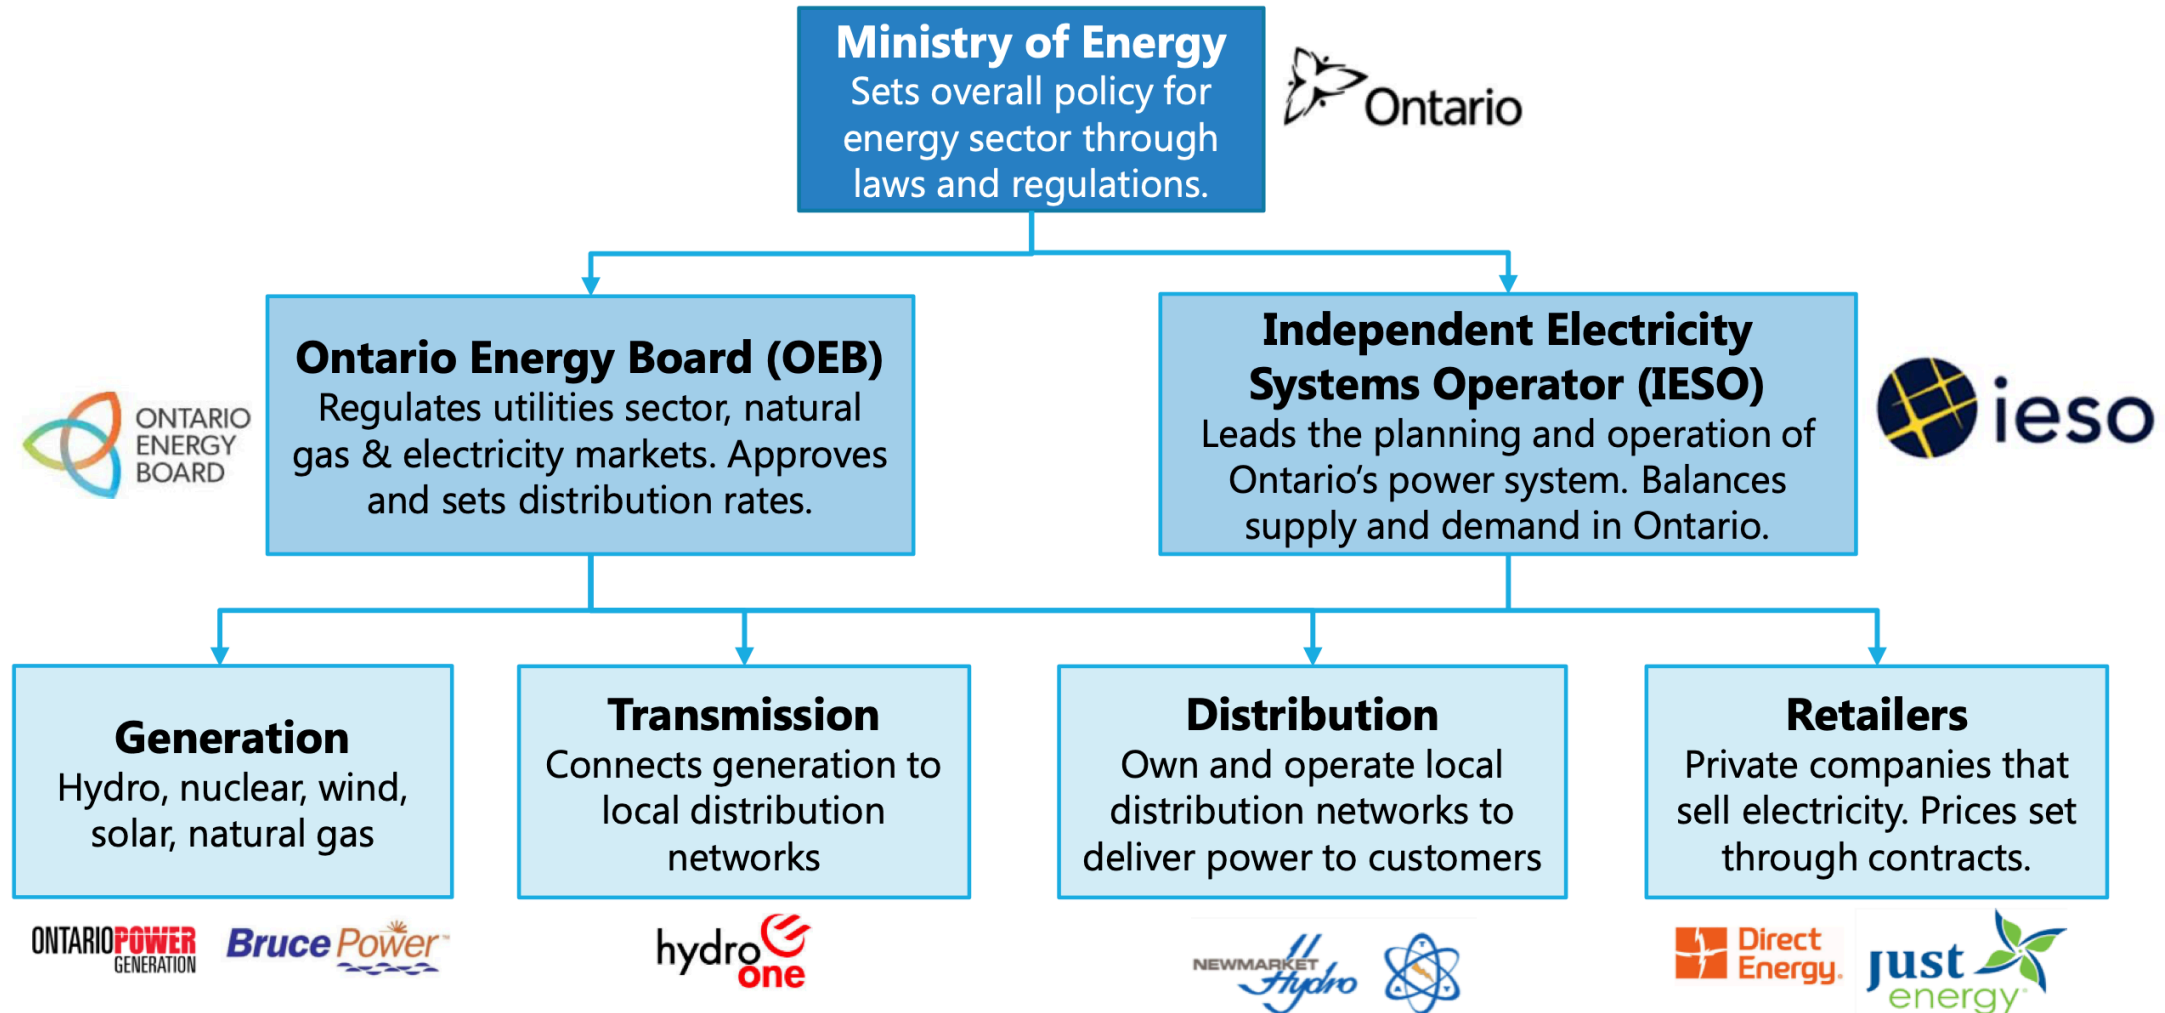 Ministry of Energy
Sets overall policy for
energy sector through
laws and regulations.
Ontario
Ontario Energy Board (OEB)
Regulates utilities sector, natural
gas & electricity markets. Approves
and sets distribution rates.
ONTARIO
ENERGY
BOARD
Independent Electricity
Systems Operator (IESO)
Leads the planning and operation of
Ontario’s power system. Balances
supply and demand in Ontario.
ieso
Generation
Hydro, nuclear, wind,
solar, natural gas
Transmission
Connects generation to
local distribution
networks
Distribution
Own and operate local
distribution networks to
deliver power to customers
Retailers
Private companies that
sell electricity. Prices set
through contracts.
ONTARIOPOWER
GENERATION
Bruce Power™
hydro
one
NEWMARKET
Hydro
Direct
Energy.
just
energy